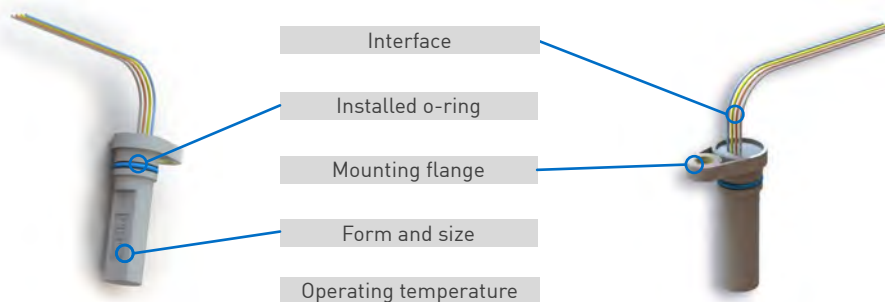 Interface
Installed o-ring
Mounting flange
Form and size
Operating temperature